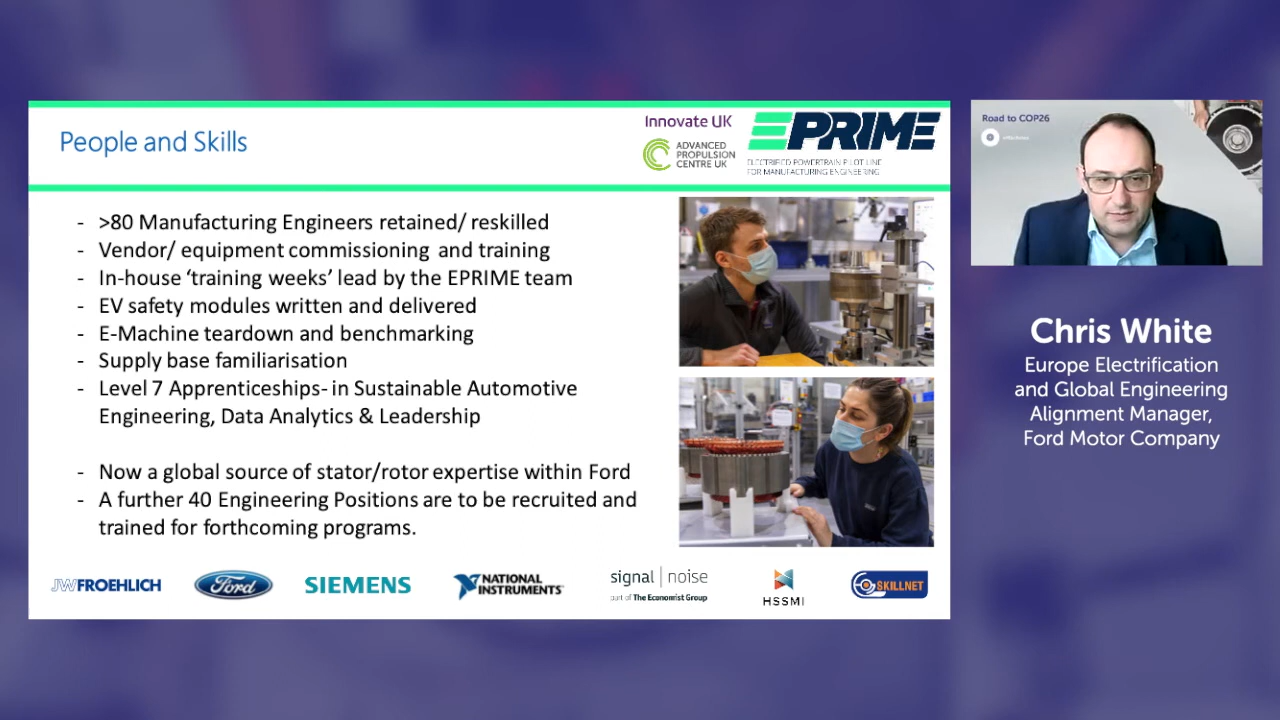 People and Skills
Innovate UK
ADVANCED
PROPULSION
CENTRE UK
EPRIME
ELECTRIFIED POWERTRAIN PILOT LINE
FOR MANUFACTURING ENGINEERING
- >80 Manufacturing Engineers retained/ reskilled
- Vendor/ equipment commissioning and training
- In-house ‘training weeks’ lead by the EPRIME team
- EV safety modules written and delivered
- E-Machine teardown and benchmarking
- Supply base familiarisation
- Level 7 Apprenticeships- in Sustainable Automotive
Engineering, Data Analytics & Leadership
- Now a global source of stator/rotor expertise within Ford
- A further 40 Engineering Positions are to be recruited and
trained for forthcoming programs.
JWFROEHLICH
Ford
SIEMENS
NATIONAL
INSTRUMENTS
signal | noise
part of The Economist Group
HSSMI
SKILLNET
Road to COP26
Chris White
Europe Electrification
and Global Engineering
Alignment Manager,
Ford Motor Company